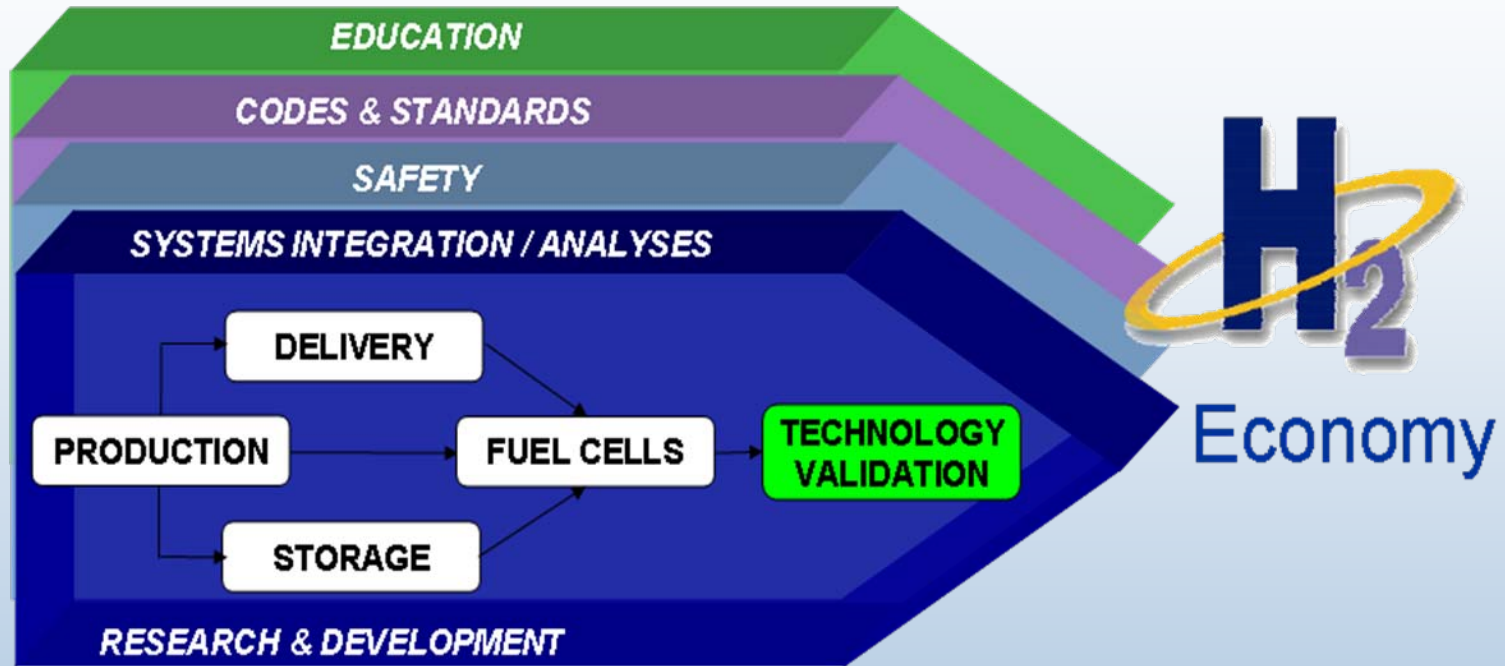 EDUCATION
CODES & STANDARDS
SAFETY
SYSTEMS INTEGRATION / ANALYSES
DELIVERY
PRODUCTION
FUEL CELLS
TECHNOLOGY
VALIDATION
STORAGE
RESEARCH & DEVELOPMENT
H2
Economy